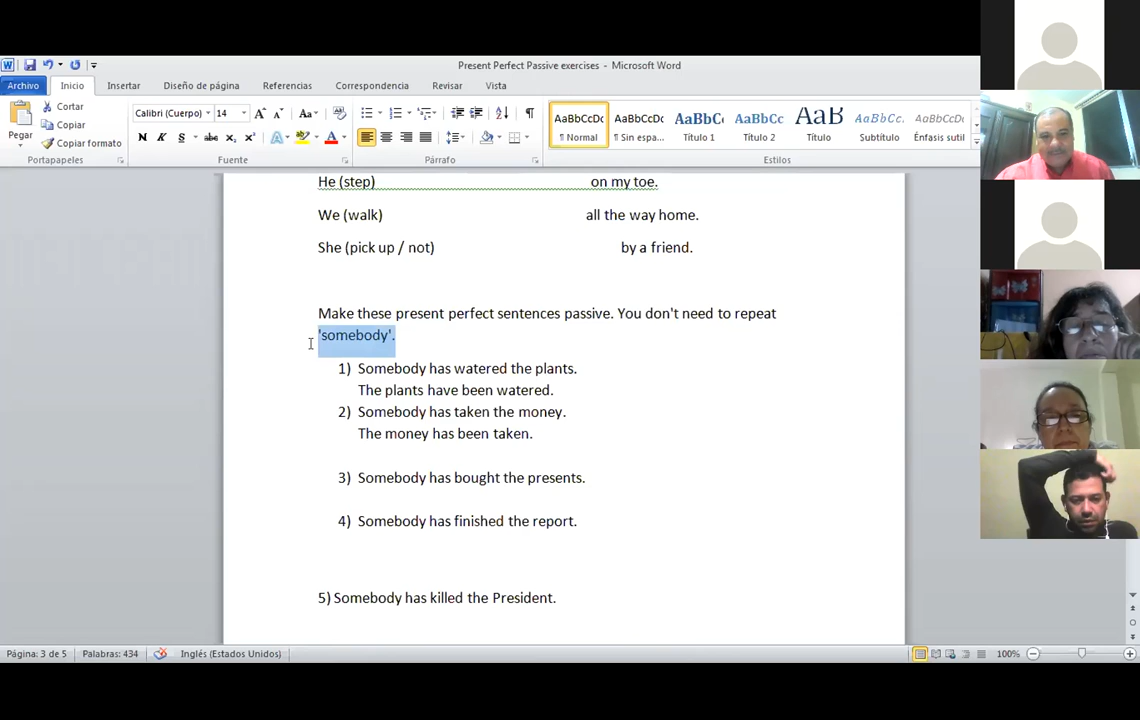 Present Perfect Passive exercises - Microsoft Word
Archivo Inicio Insertar Diseño de página Referencias Correspondencia Revisar Vista
Pegar
Cortar
Copiar
Copiar formato
Portapapeles
Calibri (Cuerpo) 14
Fuente
Párrafo
AaBbCcDc AaBbCcDc AaBbC AaBbCc AaB AaBbCc. AaBbCcDc
¶ Normal ¶ Sin espa... Título 1 Título 2 Título Subtítulo Énfasis sutil
Estilos
He (step) on my toe.
We (walk) all the way home.
She (pick up / not) by a friend.
Make these present perfect sentences passive. You don't need to repeat
'somebody'.
1) Somebody has watered the plants.
The plants have been watered.
2) Somebody has taken the money.
The money has been taken.
3) Somebody has bought the presents.
4) Somebody has finished the report.
5) Somebody has killed the President.
Página: 3 de 5 Palabras: 434 Inglés (Estados Unidos) 100%